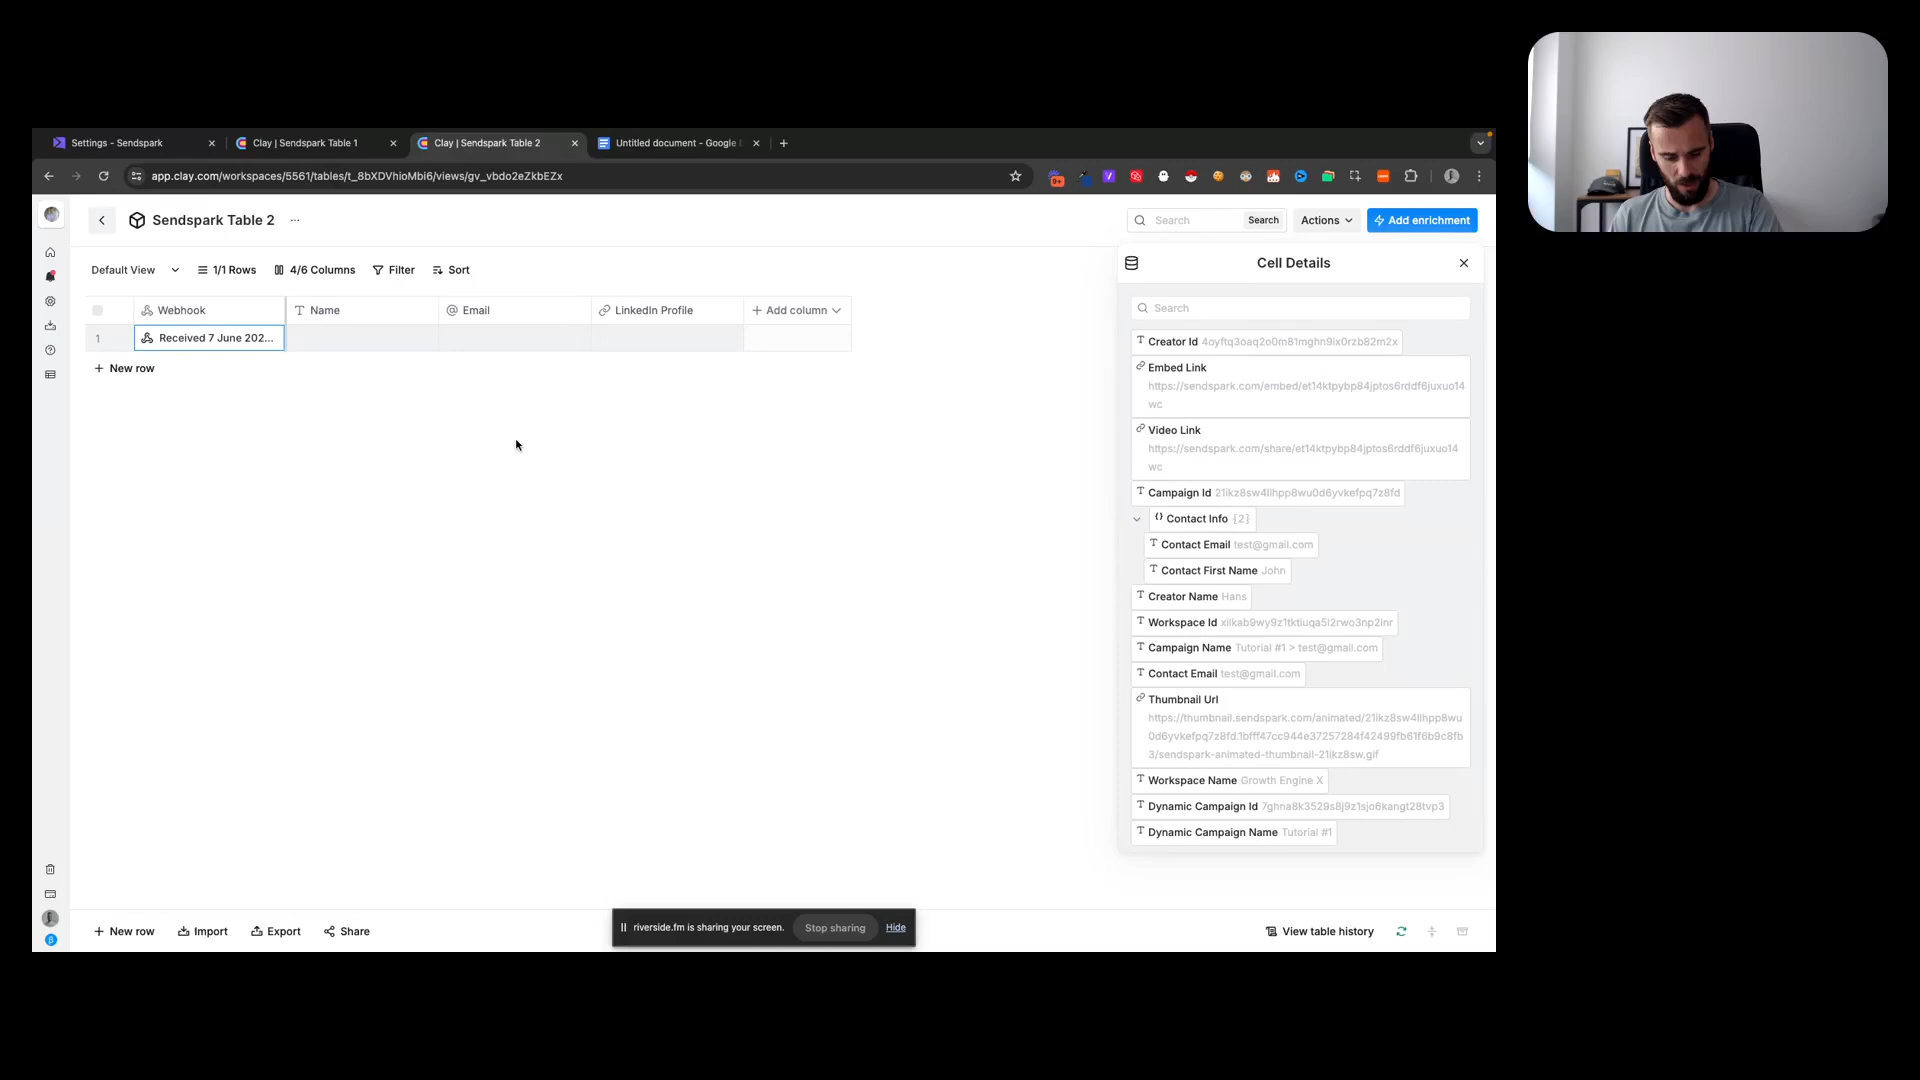 Settings - Sendspark
Clay | Sendspark Table 1
Clay | Sendspark Table 2
Untitled document - Google
app.clay.com/workspaces/5561/tables/t_8bXDVhioMbi6/views/gv_vbdo2eZkbEZx
Sendspark Table 2
Search
Search
Actions
Add enrichment
Default View
1/1 Rows
4/6 Columns
Filter
Sort
Cell Details
Search
Webhook
Name
Email
LinkedIn Profile
+ Add column
1
Received 7 June 202...
+ New row
Creator Id 4oyftq3oaq2o0m81mghn9ix0rzb82m2x
Embed Link
https://sendspark.com/embed/et14ktpybp84jptos6rddf6juxuo14
wc
Video Link
https://sendspark.com/share/et14ktpybp84jptos6rddf6juxuo14
wc
Campaign Id 21ikz8sw4llhpp8wu0d6yvkefpq7z8fd
Contact Info {2}
Contact Email test@gmail.com
Contact First Name John
Creator Name Hans
Workspace Id xilkab9wy9z1tktiuqa5l2rwo3np2inr
Campaign Name Tutorial #1 > test@gmail.com
Contact Email test@gmail.com
Thumbnail Url
https://thumbnail.sendspark.com/animated/21ikz8sw4llhpp8wu
0d6yvkefpq7z8fd.1bfff47cc944e37257284f42499fb61f6b9c8fb
3/sendspark-animated-thumbnail-21ikz8sw.gif
Workspace Name Growth Engine X
Dynamic Campaign Id 7ghna8k3529s8j9z1sjo6kangt28tvp3
Dynamic Campaign Name Tutorial #1
+ New row
Import
Export
Share
riverside.fm is sharing your screen.
Stop sharing
Hide
View table history